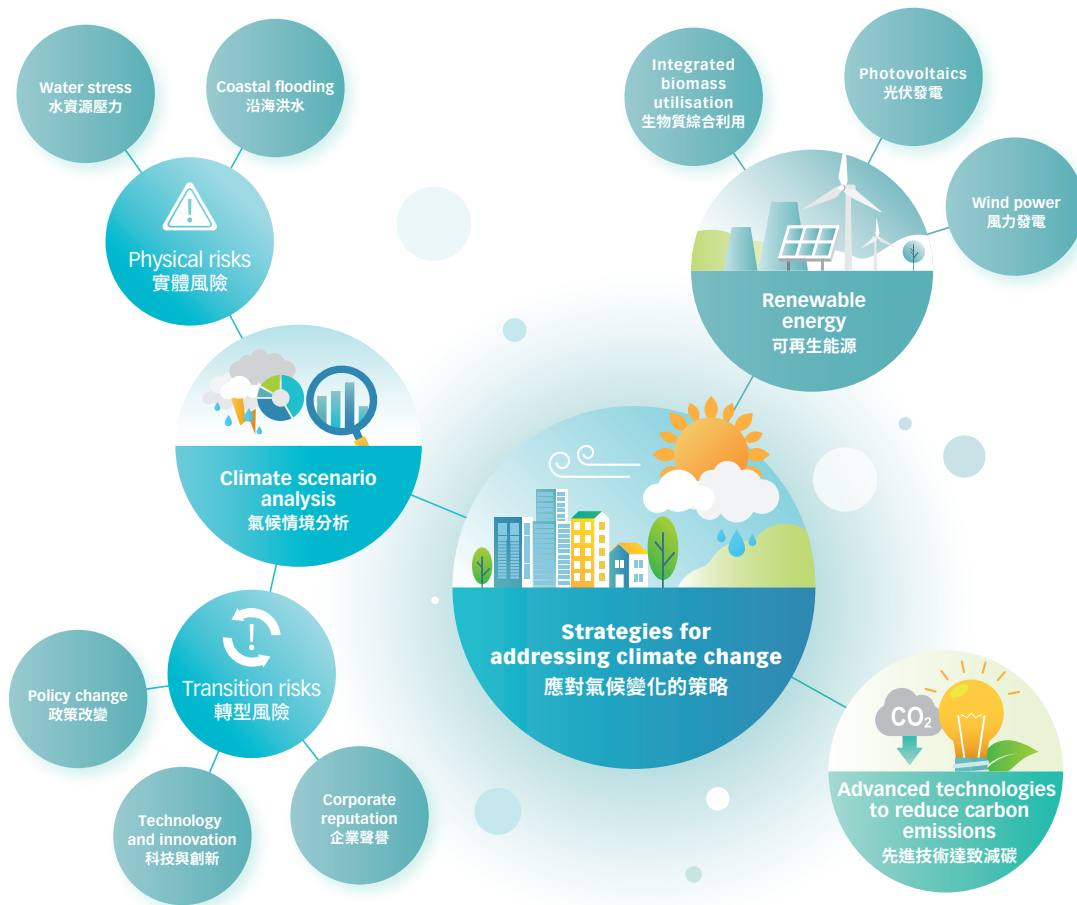 Water stress
水資源壓力
Coastal flooding
沿海洪水
Physical risks
實體風險
Climate scenario
analysis
氣候情境分析
Transition risks
轉型風險
Policy change
政策改變
Technology
and innovation
科技與創新
Corporate
reputation
企業聲譽
Strategies for
addressing climate change
應對氣候變化的策略
Integrated
biomass
utilisation
生物質綜合利用
Photovoltaics
光伏發電
Wind power
風力發電
Renewable
energy
可再生能源
CO₂
Advanced technologies
to reduce carbon
emissions
先進技術達致減碳